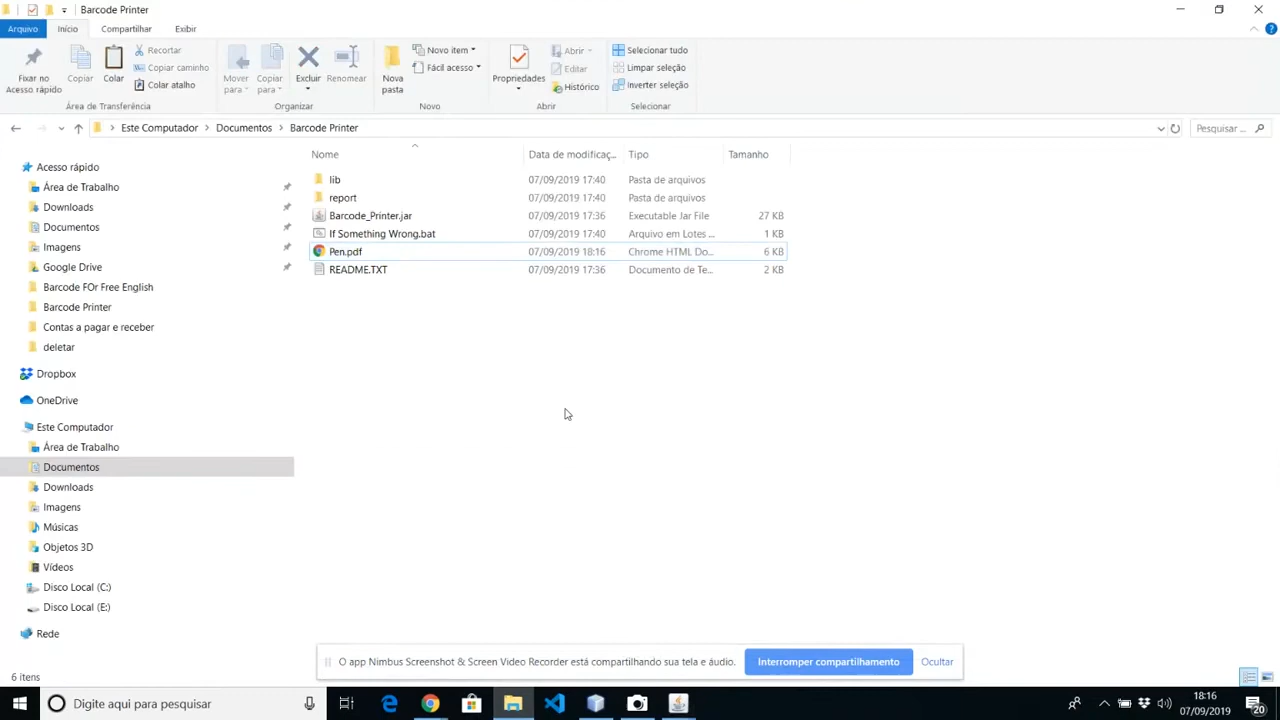 Barcode Printer
Arquivo Início Compartilhar Exibir
Fixar no Acesso rápido
Copiar
Colar
Recortar
Copiar caminho
Colar atalho
Área de Transferência
Mover para
Copiar para
Excluir
Renomear
Organizar
Nova pasta
Novo item
Fácil acesso
Novo
Propriedades
Abrir
Editar
Histórico
Abrir
Selecionar tudo
Limpar seleção
Inverter seleção
Selecionar
Este Computador > Documentos > Barcode Printer
Pesquisar ...
Nome Data de modificaç... Tipo Tamanho
lib 07/09/2019 17:40 Pasta de arquivos
report 07/09/2019 17:40 Pasta de arquivos
Barcode_Printer.jar 07/09/2019 17:36 Executable Jar File 27 KB
If Something Wrong.bat 07/09/2019 17:40 Arquivo em Lotes ... 1 KB
Pen.pdf 07/09/2019 18:16 Chrome HTML Do... 6 KB
README.TXT 07/09/2019 17:36 Documento de Te... 2 KB
Acesso rápido
Área de Trabalho
Downloads
Documentos
Imagens
Google Drive
Barcode FOr Free English
Barcode Printer
Contas a pagar e receber
deletar
Dropbox
OneDrive
Este Computador
Área de Trabalho
Documentos
Downloads
Imagens
Músicas
Objetos 3D
Vídeos
Disco Local (C:)
Disco Local (E:)
Rede
O app Nimbus Screenshot & Screen Video Recorder está compartilhando sua tela e áudio. Interromper compartilhamento Ocultar
6 itens
Digite aqui para pesquisar
18:16
07/09/2019
20